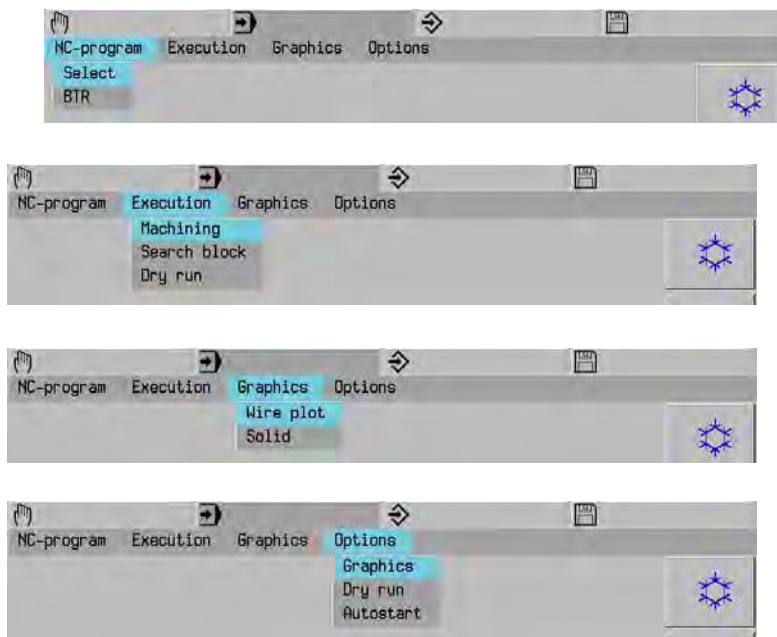 NC-program Execution Graphics Options
Select
BTR
NC-program Execution Graphics Options
Machining
Search block
Dry run
NC-program Execution Graphics Options
Wire plot
Solid
NC-program Execution Graphics Options
Graphics
Dry run
Autostart